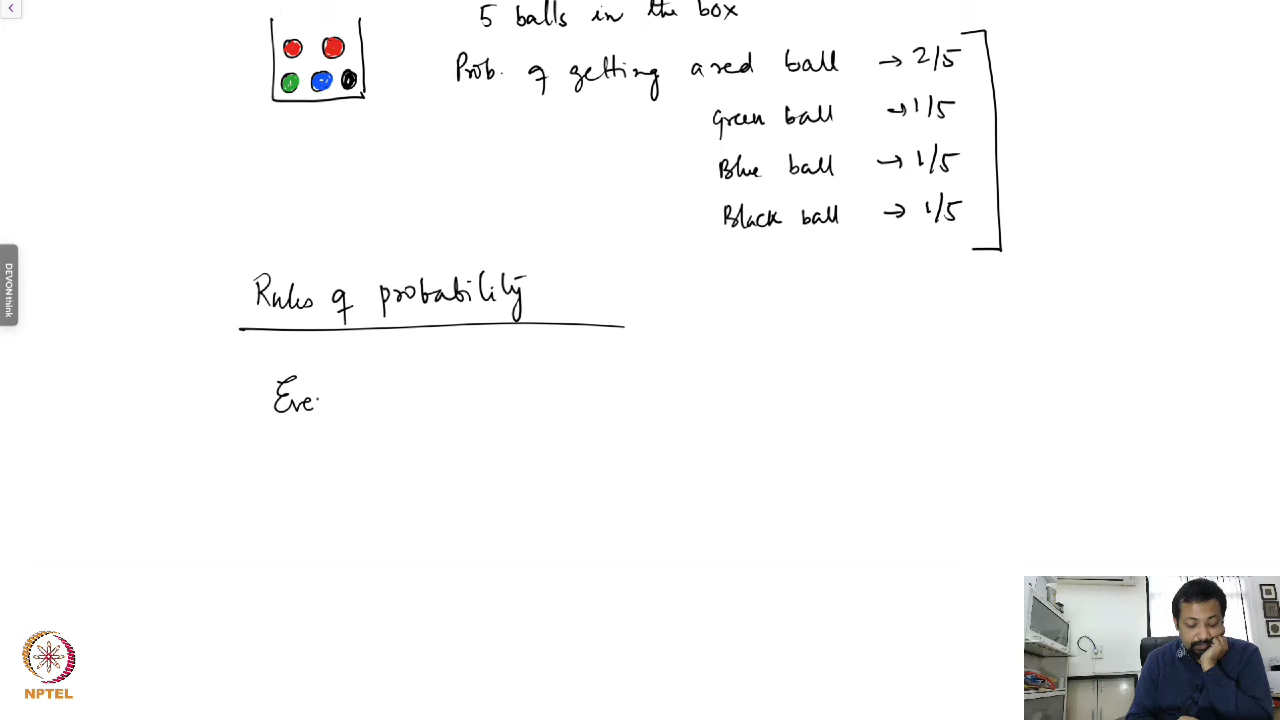 5 balls in the box
Prob. of getting a red ball → 2/5
Green ball → 1/5
Blue ball → 1/5
Black ball → 1/5
Rules of probability
Eve
DEVONthink
NPTEL